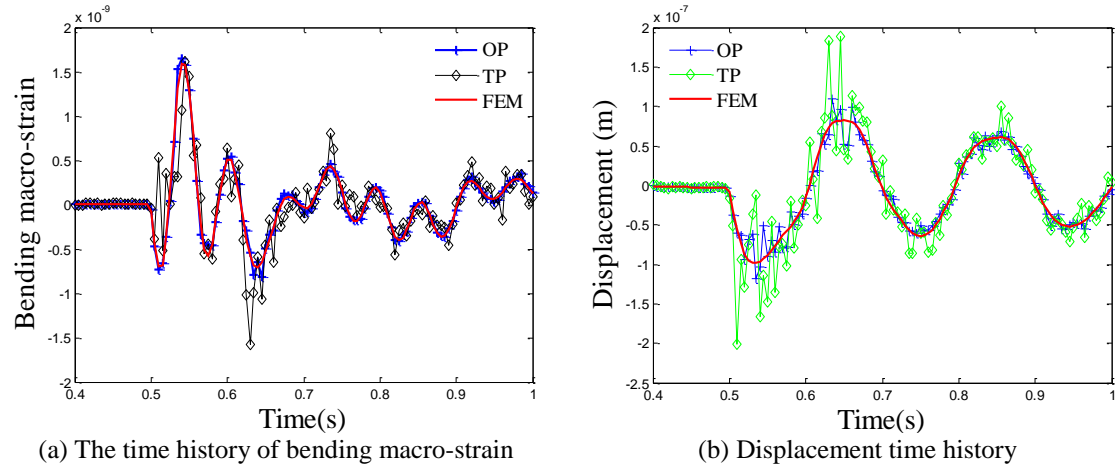 x 10⁻⁹
2
1.5
1
0.5
0
-0.5
-1
-1.5
-2
0.4 0.5 0.6 0.7 0.8 0.9 1
Bending macro-strain
Time(s)
OP
TP
FEM
(a) The time history of bending macro-strain
x 10⁻⁷
2
1.5
1
0.5
0
-0.5
-1
-1.5
-2
-2.5
0.4 0.5 0.6 0.7 0.8 0.9 1
Displacement (m)
Time(s)
OP
TP
FEM
(b) Displacement time history